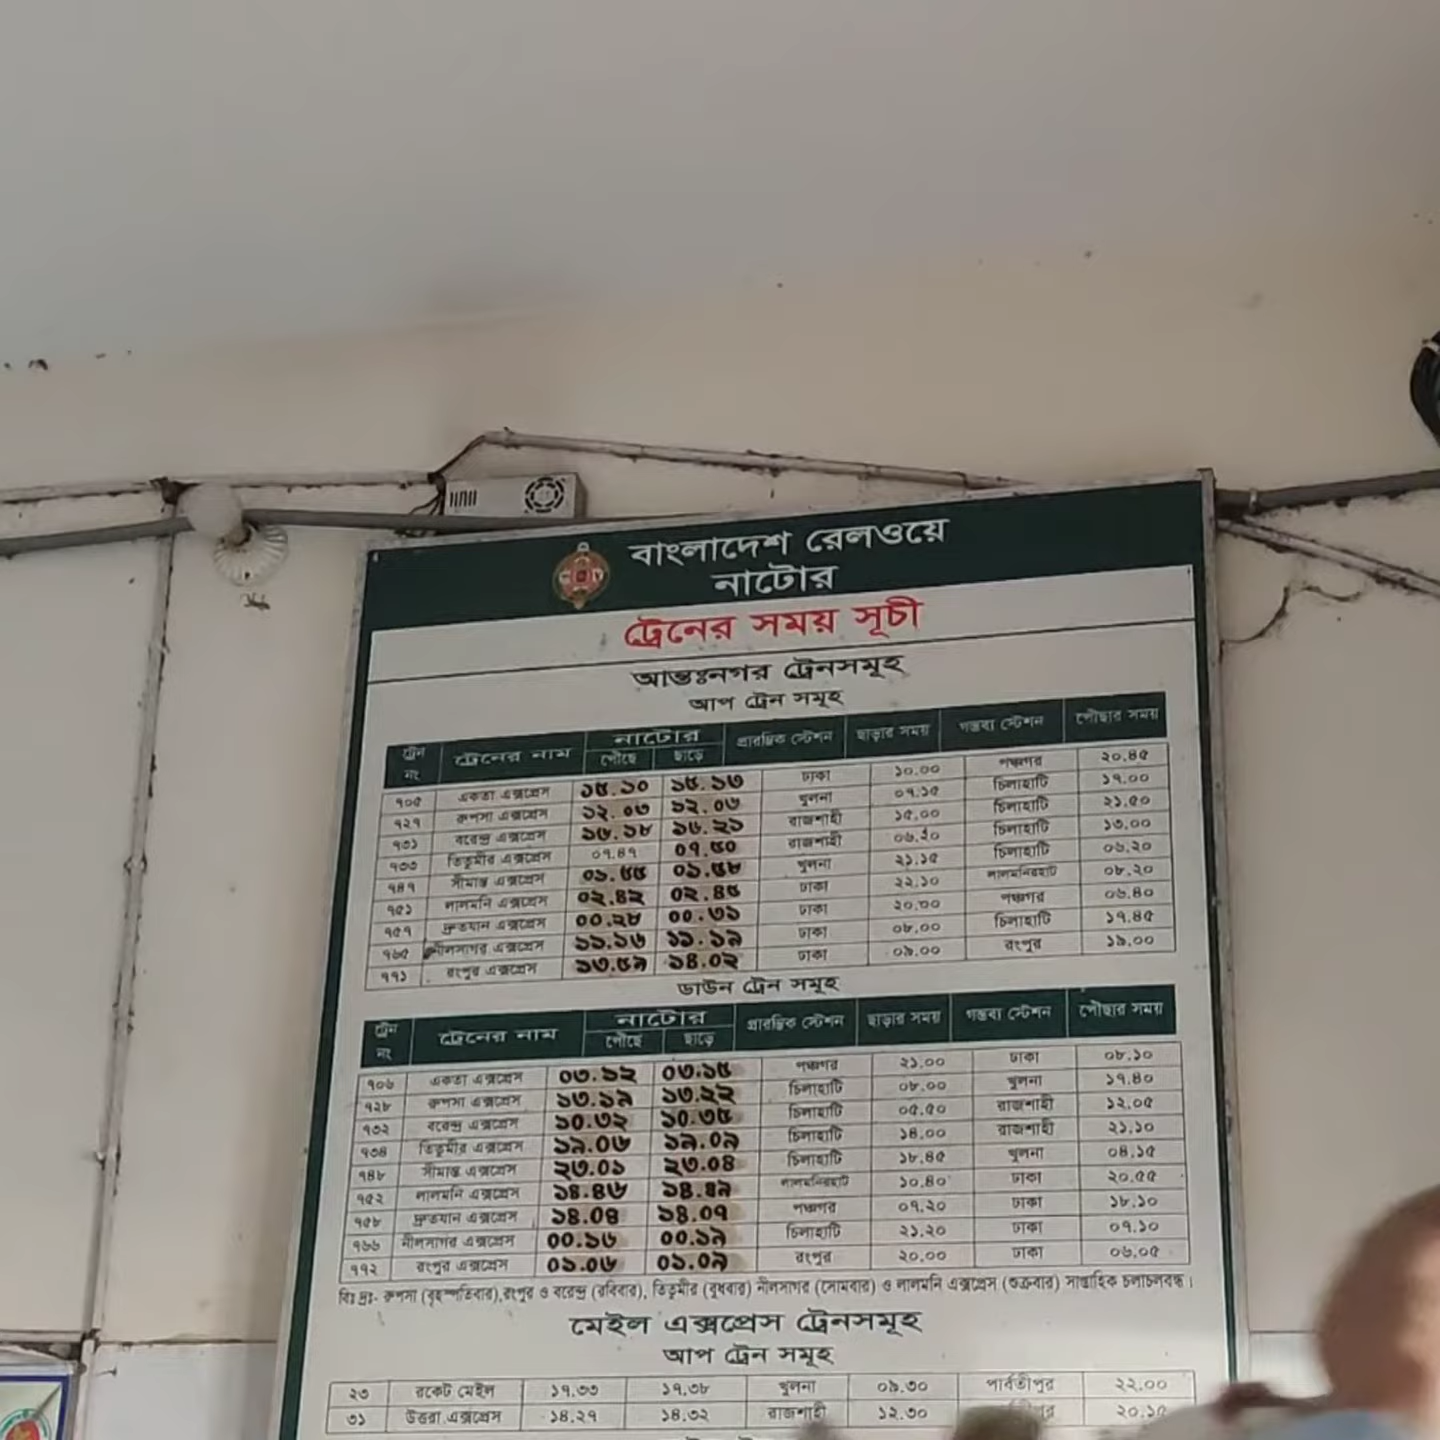 বাংলাদেশ রেলওয়ে
নাটোর
ট্রেনের সময় সূচী
আন্তঃনগর ট্রেনসমূহ
আপ ট্রেন সমূহ
ট্রেন নং ট্রেনের নাম নাটোর পৌঁছে ছাড়ে প্রারম্ভিক স্টেশন ছাড়ার সময় গন্তব্য স্টেশন পৌঁছার সময়
৭০৫ একতা এক্সপ্রেস ১৫.১০ ১৫.১৩ ঢাকা ১০.০০ পঞ্চগর ২০.৪৫
৭২৭ রুপসা এক্সপ্রেস ১২.০৩ ১২.০৬ খুলনা ০৭.১৫ চিলাহাটি ১৭.০০
৭৩১ বরেন্দ্র এক্সপ্রেস ১৬.১৮ ১৬.২১ রাজশাহী ১৫.০০ চিলাহাটি ২১.৫০
৭৩৩ তিতুমীর এক্সপ্রেস ০৭.৪৭ ০৭.৫০ রাজশাহী ০৬.২০ চিলাহাটি ১৩.০০
৭৪৭ সীমান্ত এক্সপ্রেস ০১.৫৫ ০১.৫৮ খুলনা ২১.১৫ চিলাহাটি ০৬.২০
৭৫১ লালমনি এক্সপ্রেস ০২.৪২ ০২.৪৫ ঢাকা ২২.১০ লালমনিরহাট ০৮.২০
৭৫৭ দ্রুতযান এক্সপ্রেস ০০.২৮ ০০.৩১ ঢাকা ২০.০০ পঞ্চগর ০৬.৪০
৭৬৫ নীলসাগর এক্সপ্রেস ১১.১৬ ১১.১৯ ঢাকা ০৮.০০ চিলাহাটি ১৭.৪৫
৭৭১ রংপুর এক্সপ্রেস ১৩.৫৯ ১৪.০২ ঢাকা ০৯.০০ রংপুর ১৯.০০
ডাউন ট্রেন সমূহ
ট্রেন নং ট্রেনের নাম নাটোর পৌঁছে ছাড়ে প্রারম্ভিক স্টেশন ছাড়ার সময় গন্তব্য স্টেশন পৌঁছার সময়
৭০৬ একতা এক্সপ্রেস ০৩.১২ ০৩.১৫ পঞ্চগর ২১.০০ ঢাকা ০৮.১০
৭২৮ রুপসা এক্সপ্রেস ১৩.১৯ ১৩.২২ চিলাহাটি ০৮.০০ খুলনা ১৭.৪০
৭৩২ বরেন্দ্র এক্সপ্রেস ১০.৩২ ১০.৩৫ চিলাহাটি ০৫.৫০ রাজশাহী ১২.০৫
৭৩৪ তিতুমীর এক্সপ্রেস ১৯.০৬ ১৯.০৯ চিলাহাটি ১৪.০০ রাজশাহী ২১.১০
৭৪৮ সীমান্ত এক্সপ্রেস ২৩.০১ ২৩.০৪ চিলাহাটি ১৮.৪৫ খুলনা ০৪.১৫
৭৫২ লালমনি এক্সপ্রেস ১৪.৪৬ ১৪.৪৯ লালমনিরহাট ১০.৪০ ঢাকা ২০.৫৫
৭৫৮ দ্রুতযান এক্সপ্রেস ১৪.০৪ ১৪.০৭ পঞ্চগর ০৭.২০ ঢাকা ১৮.১০
৭৬৬ নীলসাগর এক্সপ্রেস ০০.১৬ ০০.১৯ চিলাহাটি ২১.২০ ঢাকা ০৭.১০
৭৭২ রংপুর এক্সপ্রেস ০১.০৬ ০১.০৯ রংপুর ২০.০০ ঢাকা ০৬.০৫
বিঃ দ্রঃ- রুপসা (বৃহস্পতিবার), রংপুর ও বরেন্দ্র (রবিবার), তিতুমীর (বুধবার) নীলসাগর (সোমবার) ও লালমনি এক্সপ্রেস (শুক্রবার) সাপ্তাহিক চলাচলবন্ধ।
মেইল এক্সপ্রেস ট্রেনসমূহ
আপ ট্রেন সমূহ
২৩ রকেট মেইল ১৭.৩৩ ১৭.৩৮ খুলনা ০৯.৩০ পার্বতীপুর ২২.০০
৩১ উত্তরা এক্সপ্রেস ১৪.২৭ ১৪.৩২ রাজশাহী ১২.৩০ ২০.১৫